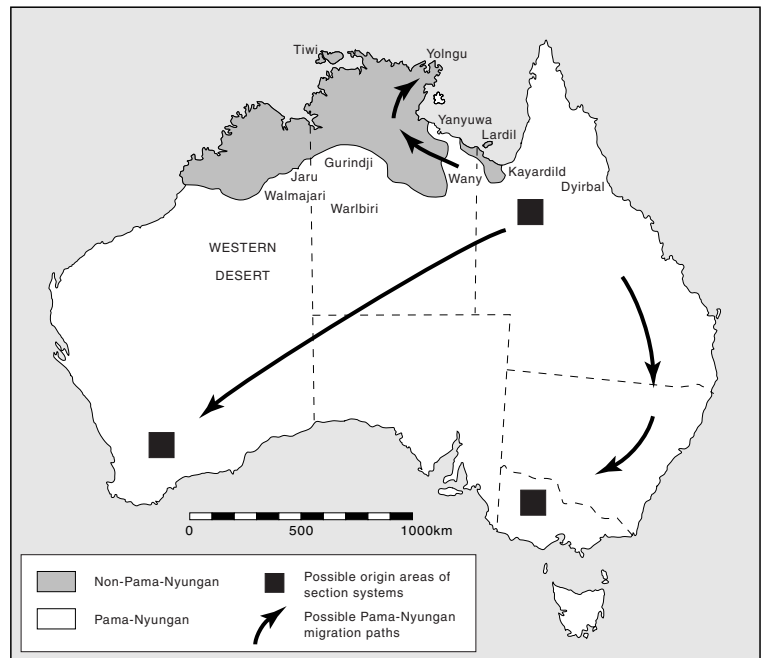 Tiwi
Yolngu
Yanyuwa
Lardil
Gurindji
Jaru
Wany
Kayardild
Dyirbal
Walmajari
Warlbiri
WESTERN
DESERT
0 500 1000km
Non-Pama-Nyungan
Possible origin areas of
section systems
Pama-Nyungan
Possible Pama-Nyungan
migration paths